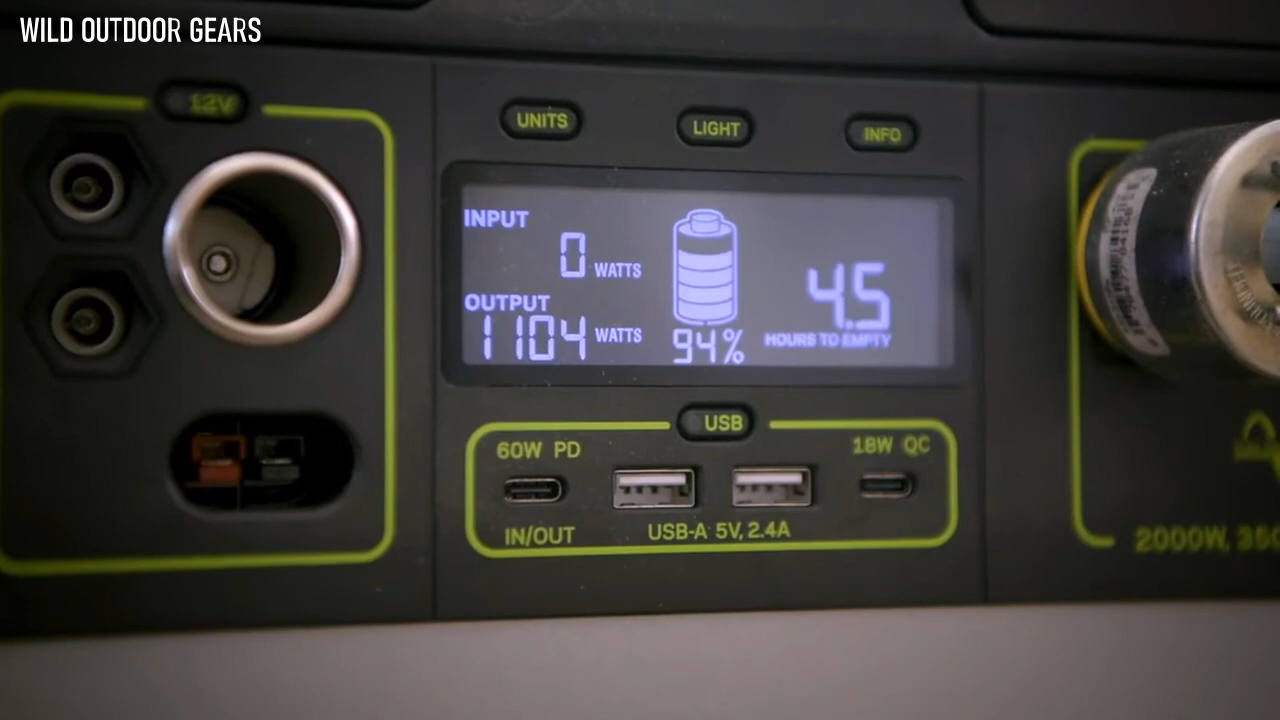 WILD OUTDOOR GEARS
12V
UNITS
LIGHT
INFO
INPUT
0 WATTS
OUTPUT
1104 WATTS
94%
4.5
HOURS TO EMPTY
USB
60W PD
18W QC
IN/OUT
USB-A 5V, 2.4A
2000W, 350